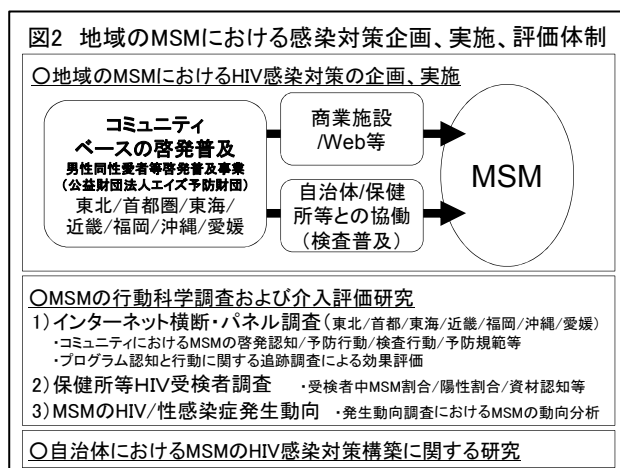 図2 地域のMSMにおける感染対策企画、実施、評価体制
○地域のMSMにおけるHIV感染対策の企画、実施
コミュニティ
ベースの啓発普及
男性同性愛者等啓発普及事業
(公益財団法人エイズ予防財団)
東北/首都圏/東海/
近畿/福岡/沖縄/愛媛
商業施設
/Web等
自治体/保健
所等との協働
(検査普及)
MSM
○MSMの行動科学調査および介入評価研究
1)インターネット横断・パネル調査(東北/首都/東海/近畿/福岡/沖縄/愛媛)
・コミュニティにおけるMSMの啓発認知/予防行動/検査行動/予防規範等
・プログラム認知と行動に関する追跡調査による効果評価
2)保健所等HIV受検者調査 ・受検者中MSM割合/陽性割合/資材認知等
3)MSMのHIV/性感染症発生動向 ・発生動向調査におけるMSMの動向分析
○自治体におけるMSMのHIV感染対策構築に関する研究